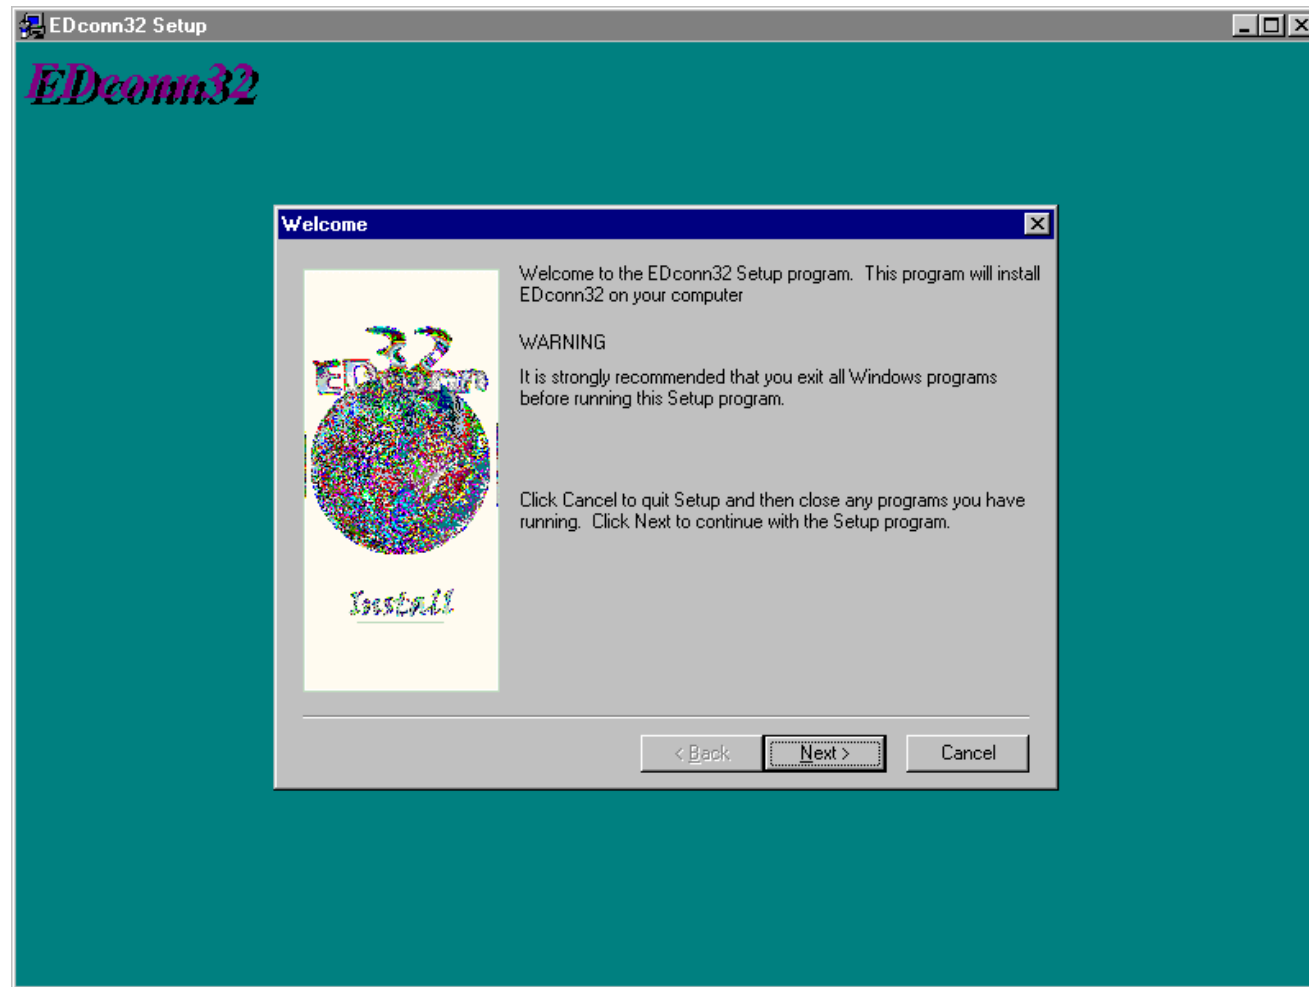 EDconn32 Setup
EDconn32
Welcome
Welcome to the EDconn32 Setup program.  This program will install
EDconn32 on your computer
WARNING
It is strongly recommended that you exit all Windows programs
before running this Setup program.
Click Cancel to quit Setup and then close any programs you have
running.  Click Next to continue with the Setup program.
32
EDconn
Install
< Back
Next >
Cancel